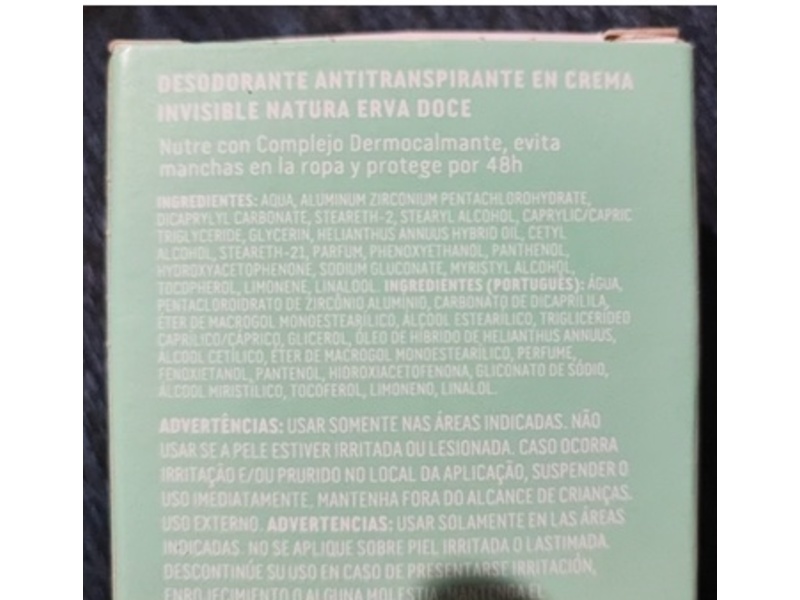 DESODORANTE ANTITRANSPIRANTE EN CREMA
INVISIBLE NATURA ERVA DOCE
Nutre con Complejo Dermocalmante, evita
manchas en la ropa y protege por 48h
INGREDIENTES: AQUA, ALUMINUM ZIRCONIUM PENTACHLOROHYDRATE,
DICAPRYLYL CARBONATE, STEARETH-2, STEARYL ALCOHOL, CAPRYLIC/CAPRIC
TRIGLYCERIDE, GLYCERIN, HELIANTHUS ANNUUS HYBRID OIL, CETYL
ALCOHOL, STEARETH-21, PARFUM, PHENOXYETHANOL, PANTHENOL,
HYDROXYACETOPHENONE, SODIUM GLUCONATE, MYRISTYL ALCOHOL,
TOCOPHEROL, LIMONENE, LINALOOL. INGREDIENTES (PORTUGUÊS): ÁGUA,
PENTACLOROIDRATO DE ZIRCÔNIO ALUMÍNIO, CARBONATO DE DICAPRILILA,
ÉTER DE MACROGOL MONOESTEARÍLICO, ÁLCOOL ESTEARÍLICO, TRIGLICERÍDEO
CAPRÍLICO/CÁPRICO, GLICEROL, ÓLEO DE HÍBRIDO DE HELIANTHUS ANNUUS,
ÁLCOOL CETÍLICO, ÉTER DE MACROGOL MONOESTEARÍLICO, PERFUME,
FENOXIETANOL, PANTENOL, HIDROXIACETOFENONA, GLICONATO DE SÓDIO,
ÁLCOOL MIRISTÍLICO, TOCOFEROL, LIMONENO, LINALOL.
ADVERTÊNCIAS: USAR SOMENTE NAS ÁREAS INDICADAS. NÃO
USAR SE A PELE ESTIVER IRRITADA OU LESIONADA. CASO OCORRA
IRRITAÇÃO E/OU PRURIDO NO LOCAL DA APLICAÇÃO, SUSPENDER O
USO IMEDIATAMENTE. MANTENHA FORA DO ALCANCE DE CRIANÇAS.
USO EXTERNO. ADVERTENCIAS: USAR SOLAMENTE EN LAS ÁREAS
INDICADAS. NO SE APLIQUE SOBRE PIEL IRRITADA O LASTIMADA.
DESCONTINÚE SU USO EN CASO DE PRESENTARSE IRRITACIÓN,
ENROJECIMIENTO O ALGUNA MOLESTIA. MANTENGA EL